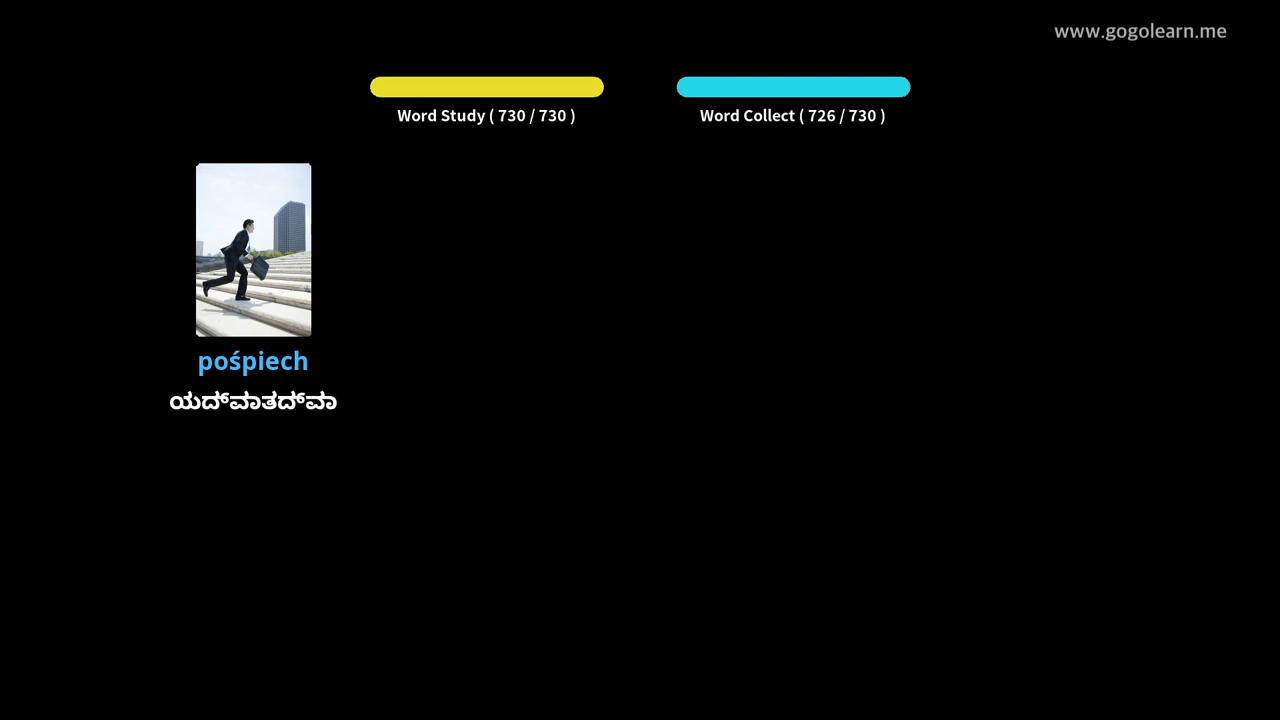 www.gogolearn.me
Word Study ( 730 / 730 )
Word Collect ( 726 / 730 )
pośpiech
ಯದ್‌ವಾತದ್‌ವಾ